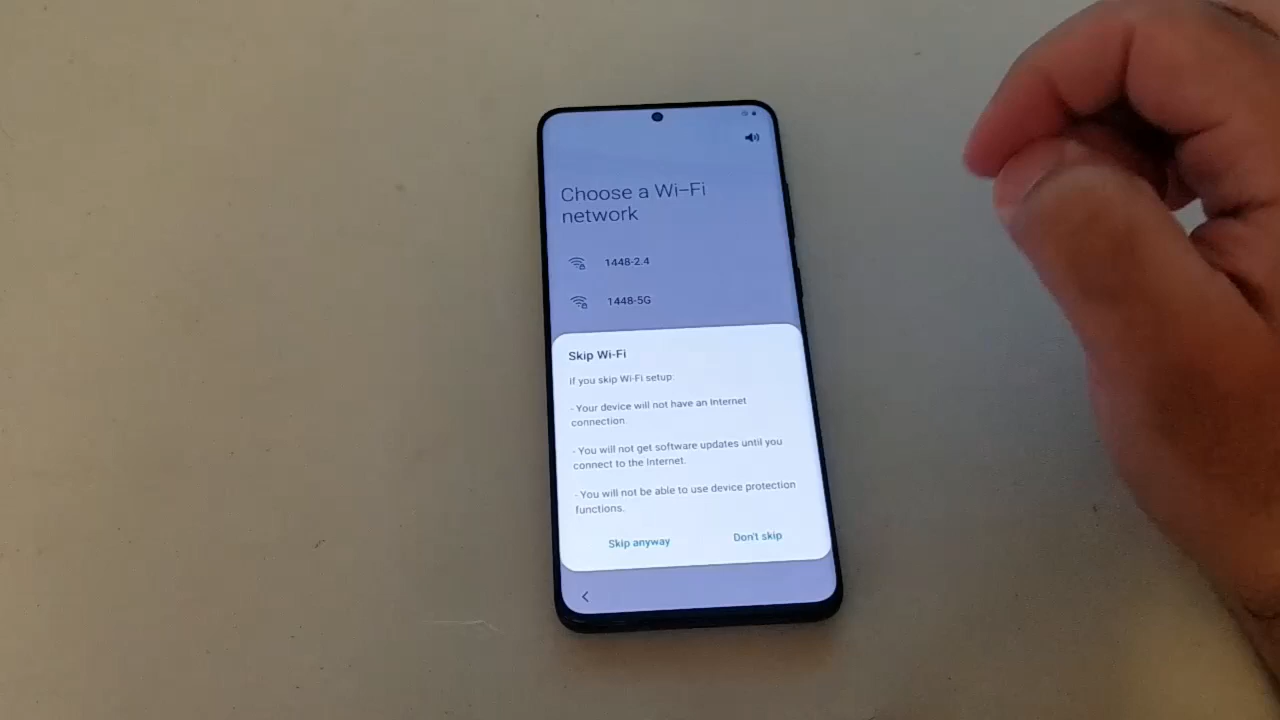 Choose a Wi-Fi
network
1448-2.4
1448-5G
Skip Wi-Fi
If you skip Wi-Fi setup:
- Your device will not have an Internet
connection.
- You will not get software updates until you
connect to the Internet.
- You will not be able to use device protection
functions.
Skip anyway
Don't skip